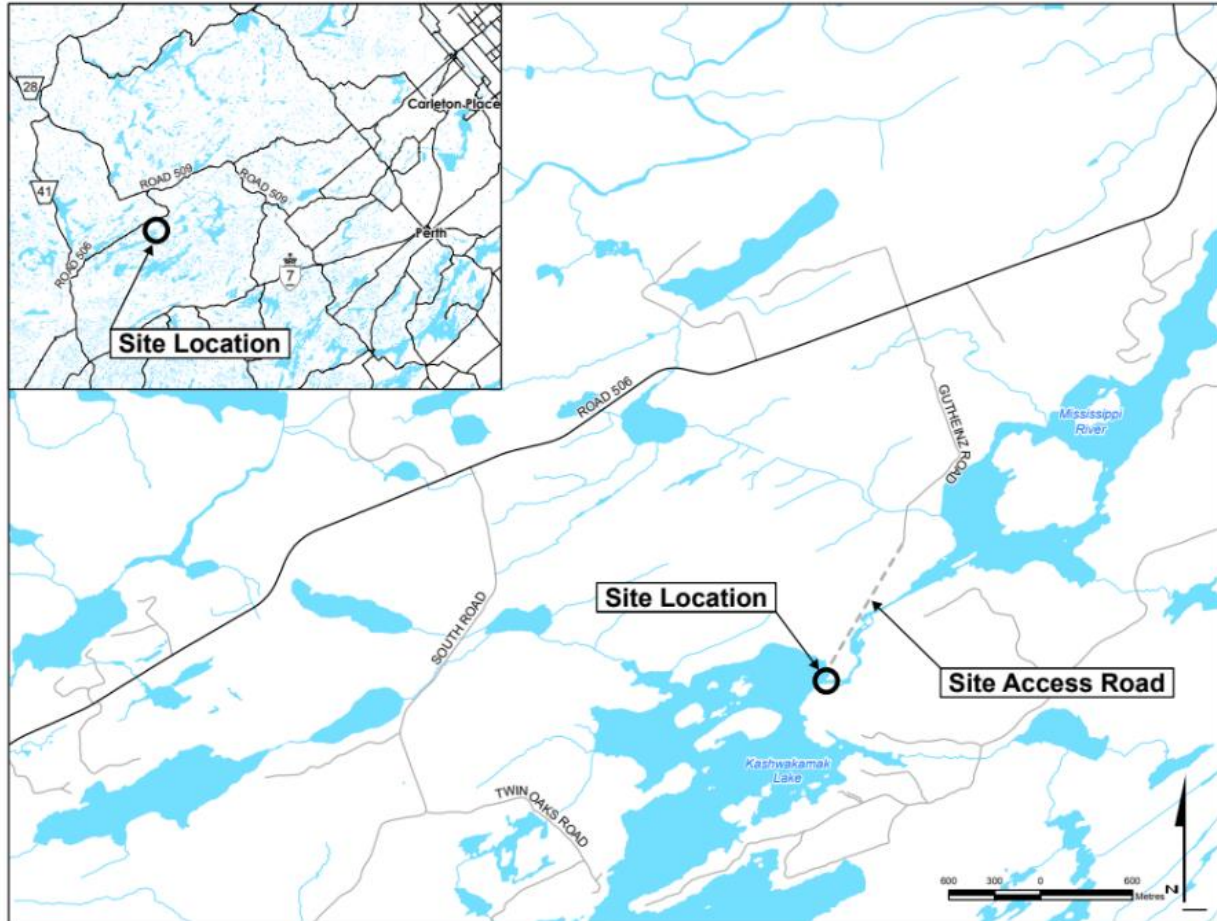 28
Carleton Place
ROAD 509
ROAD 509
41
Perth
ROAD 506
7
Site Location
ROAD 506
GUTHEINZ ROAD
Mississippi
River
Site Location
SOUTH ROAD
Site Access Road
Kashwakamak
Lake
TWIN OAKS ROAD
600 300 0 600
Metres
N